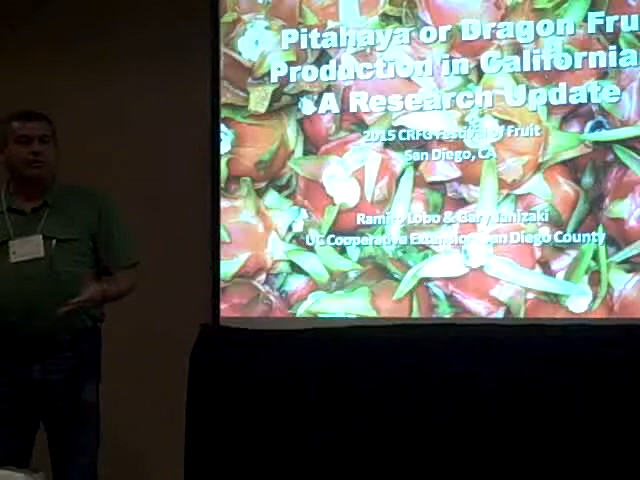 Pitahaya or Dragon Fru
Production in California
A Research Update
2015 CRFG Festival of Fruit
San Diego, CA
Ramiro Lobo & Gary Tanizaki
UC Cooperative Extension, San Diego County